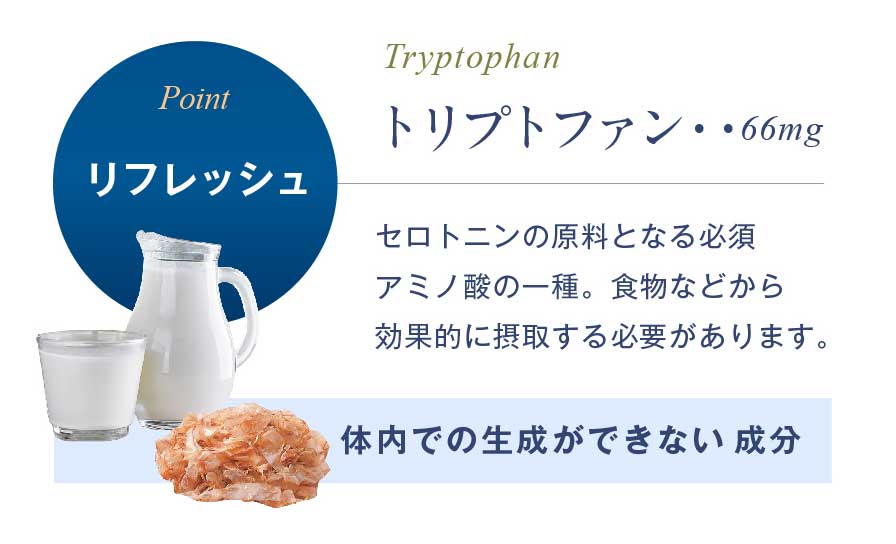 Point
リフレッシュ
Tryptophan
トリプトファン・・66mg
セロトニンの原料となる必須
アミノ酸の一種。食物などから
効果的に摂取する必要があります。
体内での生成ができない 成分